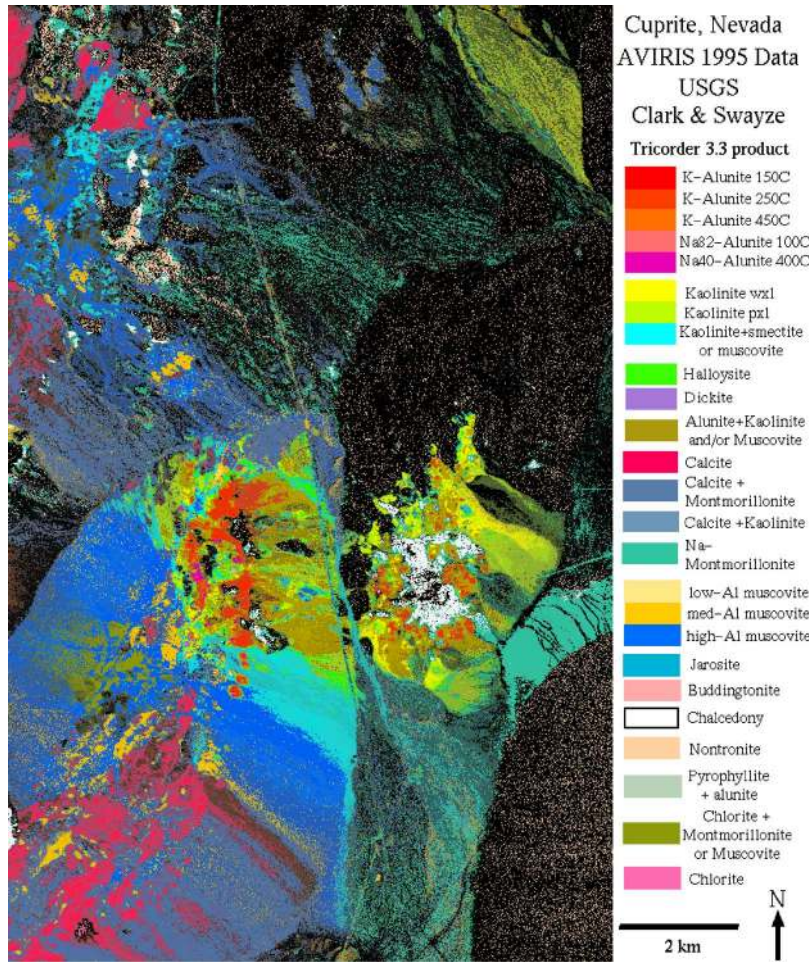 Cuprite, Nevada
AVIRIS 1995 Data
USGS
Clark & Swayze
Tricorder 3.3 product
K-Alunite 150C
K-Alunite 250C
K-Alunite 450C
Na82-Alunite 100C
Na40-Alunite 400C
Kaolinite wxl
Kaolinite pxl
Kaolinite+smectite
or muscovite
Halloysite
Dickite
Alunite+Kaolinite
and/or Muscovite
Calcite
Calcite +
Montmorillonite
Calcite +Kaolinite
Na-
Montmorillonite
low-Al muscovite
med-Al muscovite
high-Al muscovite
Jarosite
Buddingtonite
Chalcedony
Nontronite
Pyrophyllite
+ alunite
Chlorite +
Montmorillonite
or Muscovite
Chlorite
N
2 km